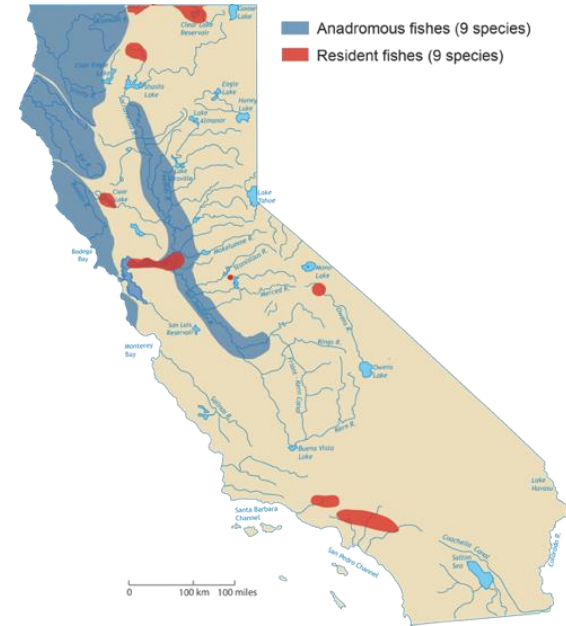 Anadromous fishes (9 species)
Resident fishes (9 species)
Goose
Lake
Clear Lake
Reservoir
Shasta
Lake
Eagle
Lake
Honey
Lake
Lake
Almanor
Lake
Oroville
Clear
Lake
Lake
Tahoe
Bodega
Bay
Mokelumne R.
Stanislaus R.
Mono
Lake
Merced R.
San Luis
Reservoir
Owens R.
Monterey
Bay
Kings R.
Owens
Lake
Friant - Kern Canal
Salinas R.
Kern R.
Buena Vista
Lake
Lake
Havasu
Santa Barbara
Channel
San Pedro Channel
Coachella Canal
Salton
Sea
Colorado R.
0 100 km 100 miles